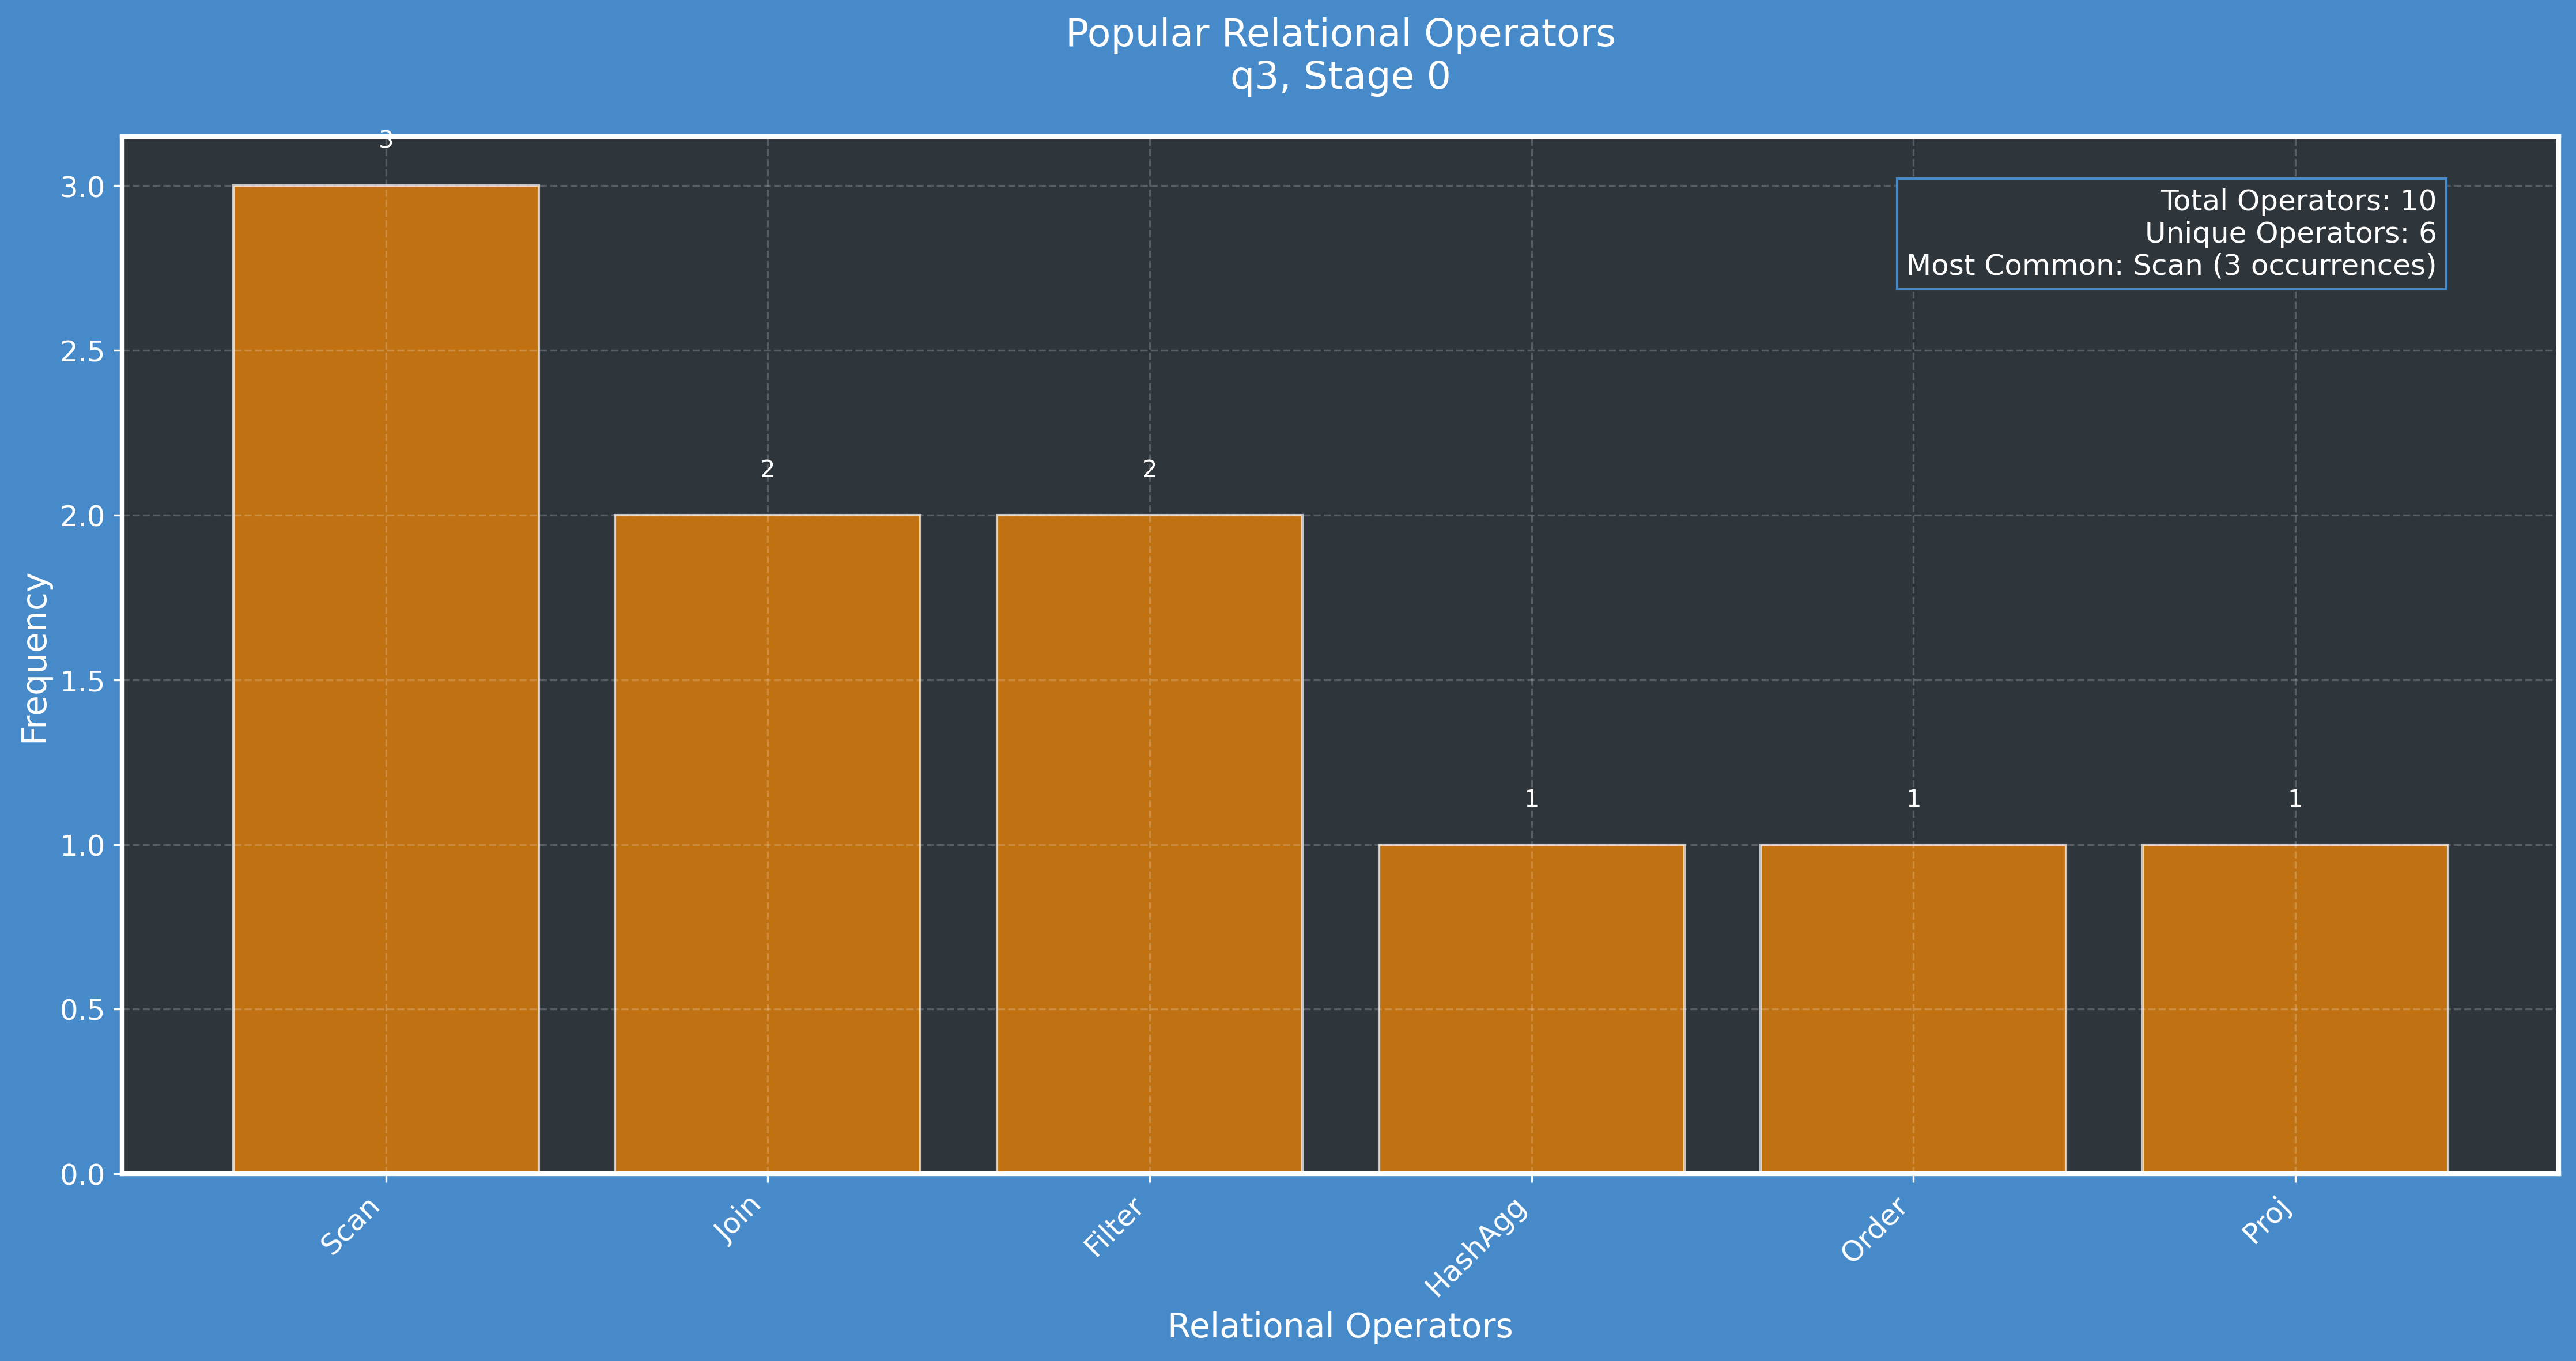 Popular Relational Operators
q3, Stage 0
3
3.0
Total Operators: 10
Unique Operators: 6
Most Common: Scan (3 occurrences)
2.5
2
2
2.0
Frequency
1.5
1
1
1
1.0
0.5
0.0
Scan
Join
Filter
HashAgg
Order
Proj
Relational Operators